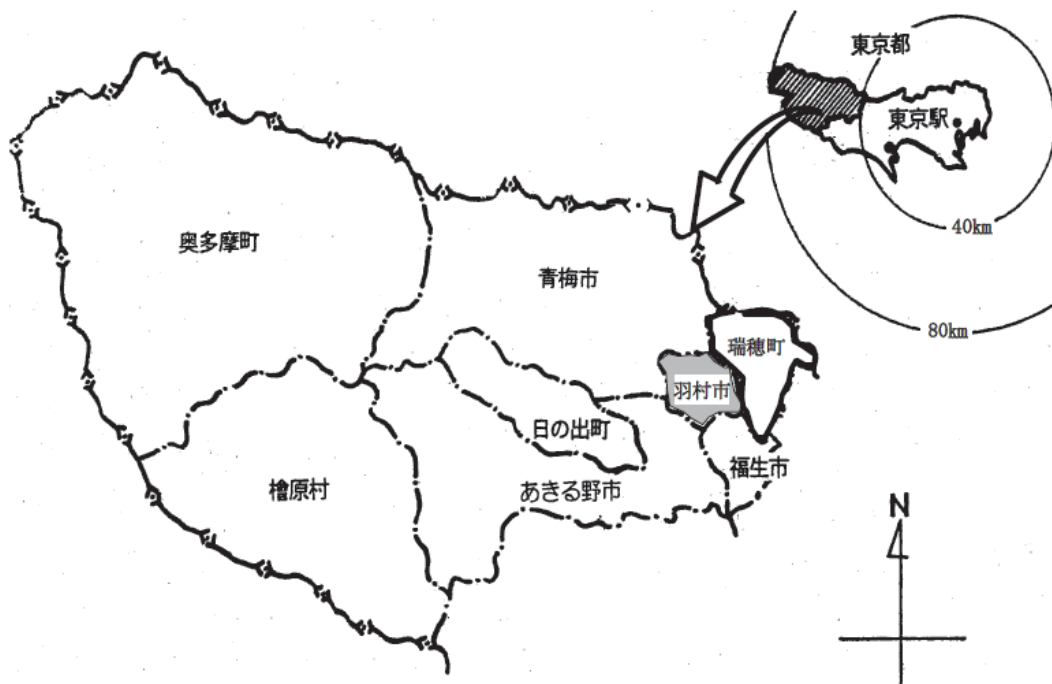 東京都
東京駅
40km
80km
奥多摩町
青梅市
瑞穂町
羽村市
日の出町
福生市
檜原村
あきる野市
N